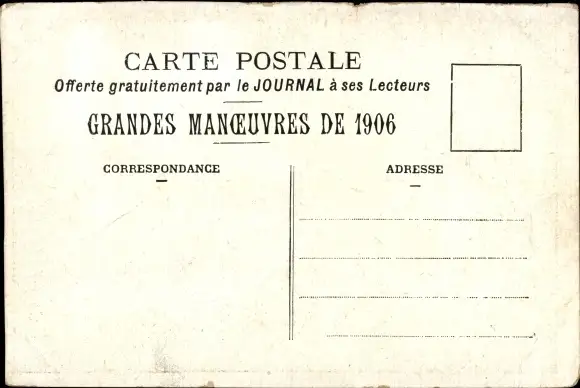 CARTE POSTALE
Offerte gratuitement par le JOURNAL à ses Lecteurs
GRANDES MANŒUVRES DE 1906
CORRESPONDANCE
ADRESSE